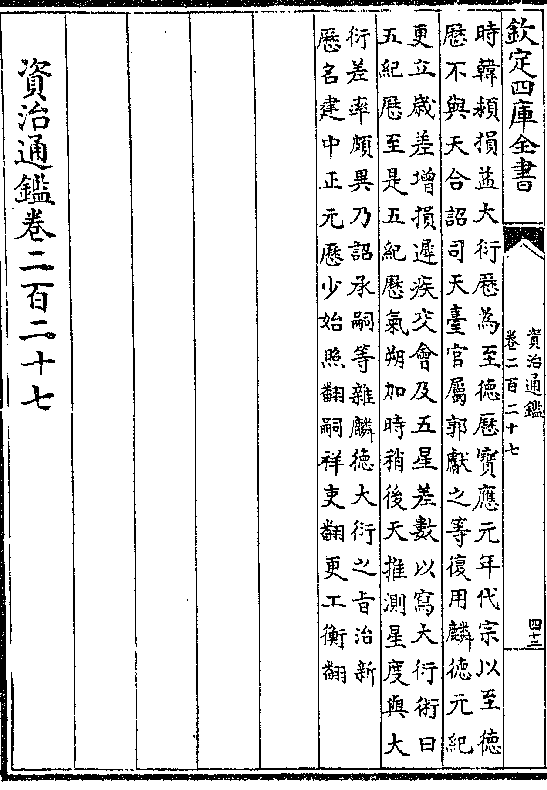 欽定四庫全書
資治通鑑
卷二百二十七
四十三
時韓頴損益大衍厯為至德厯寶應元年代宗以至德
厯不與天合詔司天臺官屬郭獻之等復用麟德元紀
更立歲差增損遲疾交會及五星差數以寫大衍術曰
五紀厯至是五紀厯氣朔加時稍後天推測星度與大
衍差率頗異乃詔承嗣等雜麟德大衍之旨治新
厯名建中正元厯少始照翻嗣祥吏翻更工衡翻
資治通鑑卷二百二十七